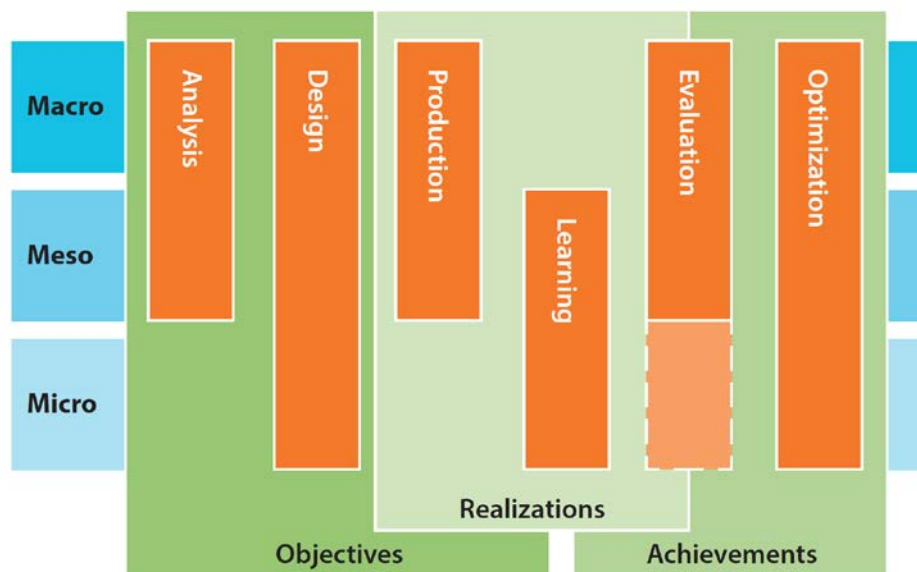 Macro
Analysis
Design
Production
Evaluation
Optimization
Meso
Learning
Micro
Realizations
Objectives
Achievements